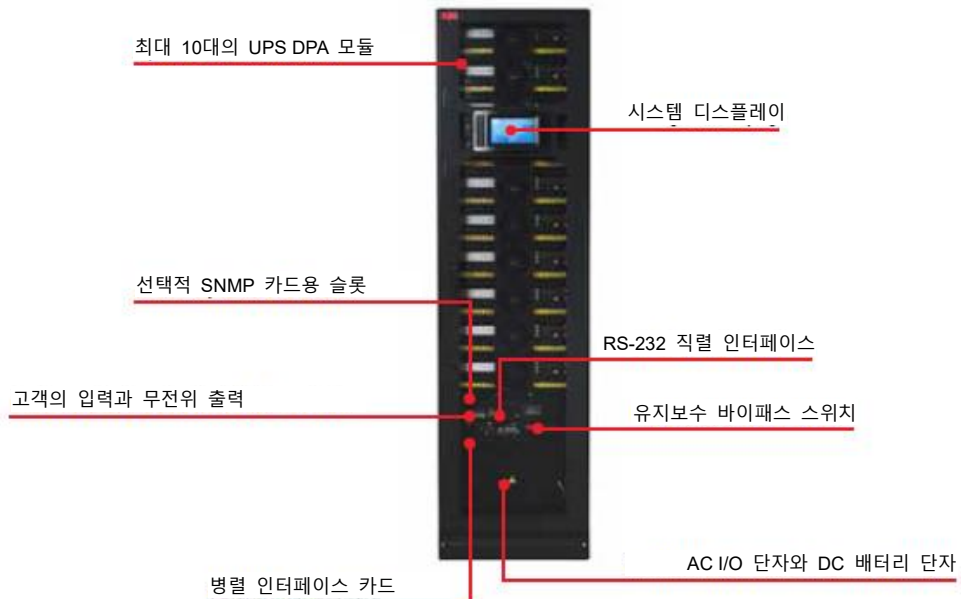 ABB
최대 10대의 UPS DPA 모듈
시스템 디스플레이
선택적 SNMP 카드용 슬롯
RS-232 직렬 인터페이스
고객의 입력과 무전위 출력
유지보수 바이패스 스위치
AC I/O 단자와 DC 배터리 단자
병렬 인터페이스 카드